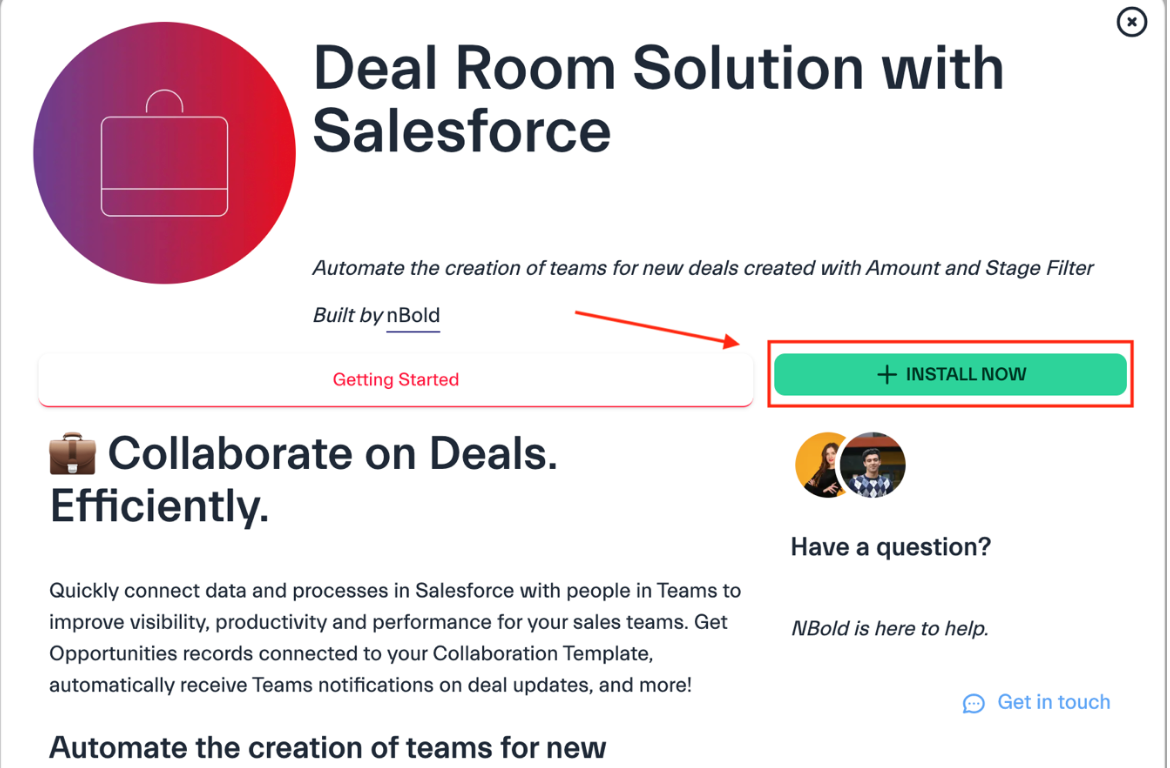 Deal Room Solution with
Salesforce
Automate the creation of teams for new deals created with Amount and Stage Filter
Built by nBold
Getting Started
INSTALL NOW
Collaborate on Deals.
Efficiently.
Quickly connect data and processes in Salesforce with people in Teams to
improve visibility, productivity and performance for your sales teams. Get
Opportunities records connected to your Collaboration Template,
automatically receive Teams notifications on deal updates, and more!
Automate the creation of teams for new
Have a question?
NBold is here to help.
Get in touch